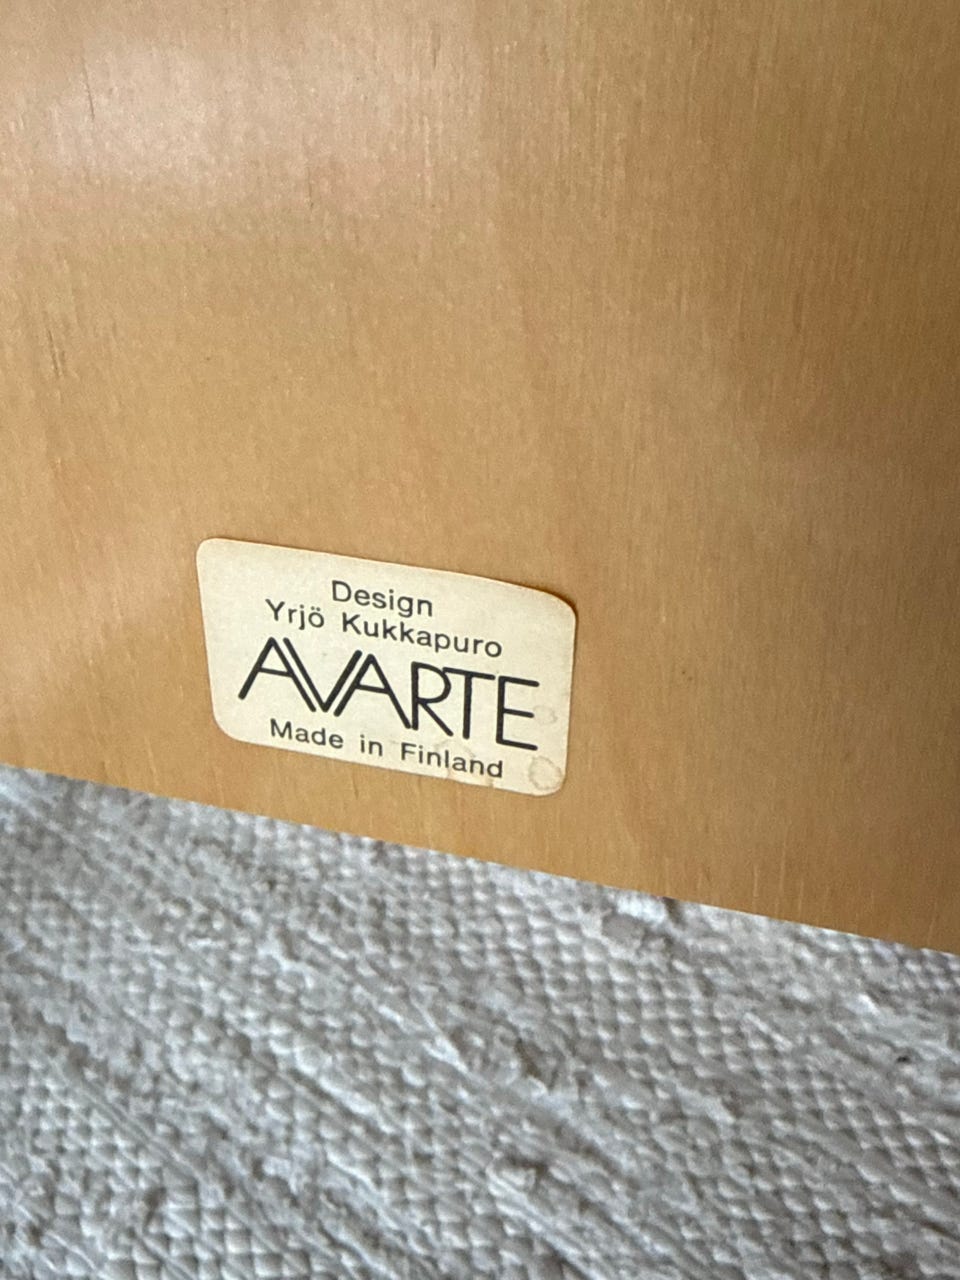 Design
Yrjö Kukkapuro
AVARTE
Made in Finland